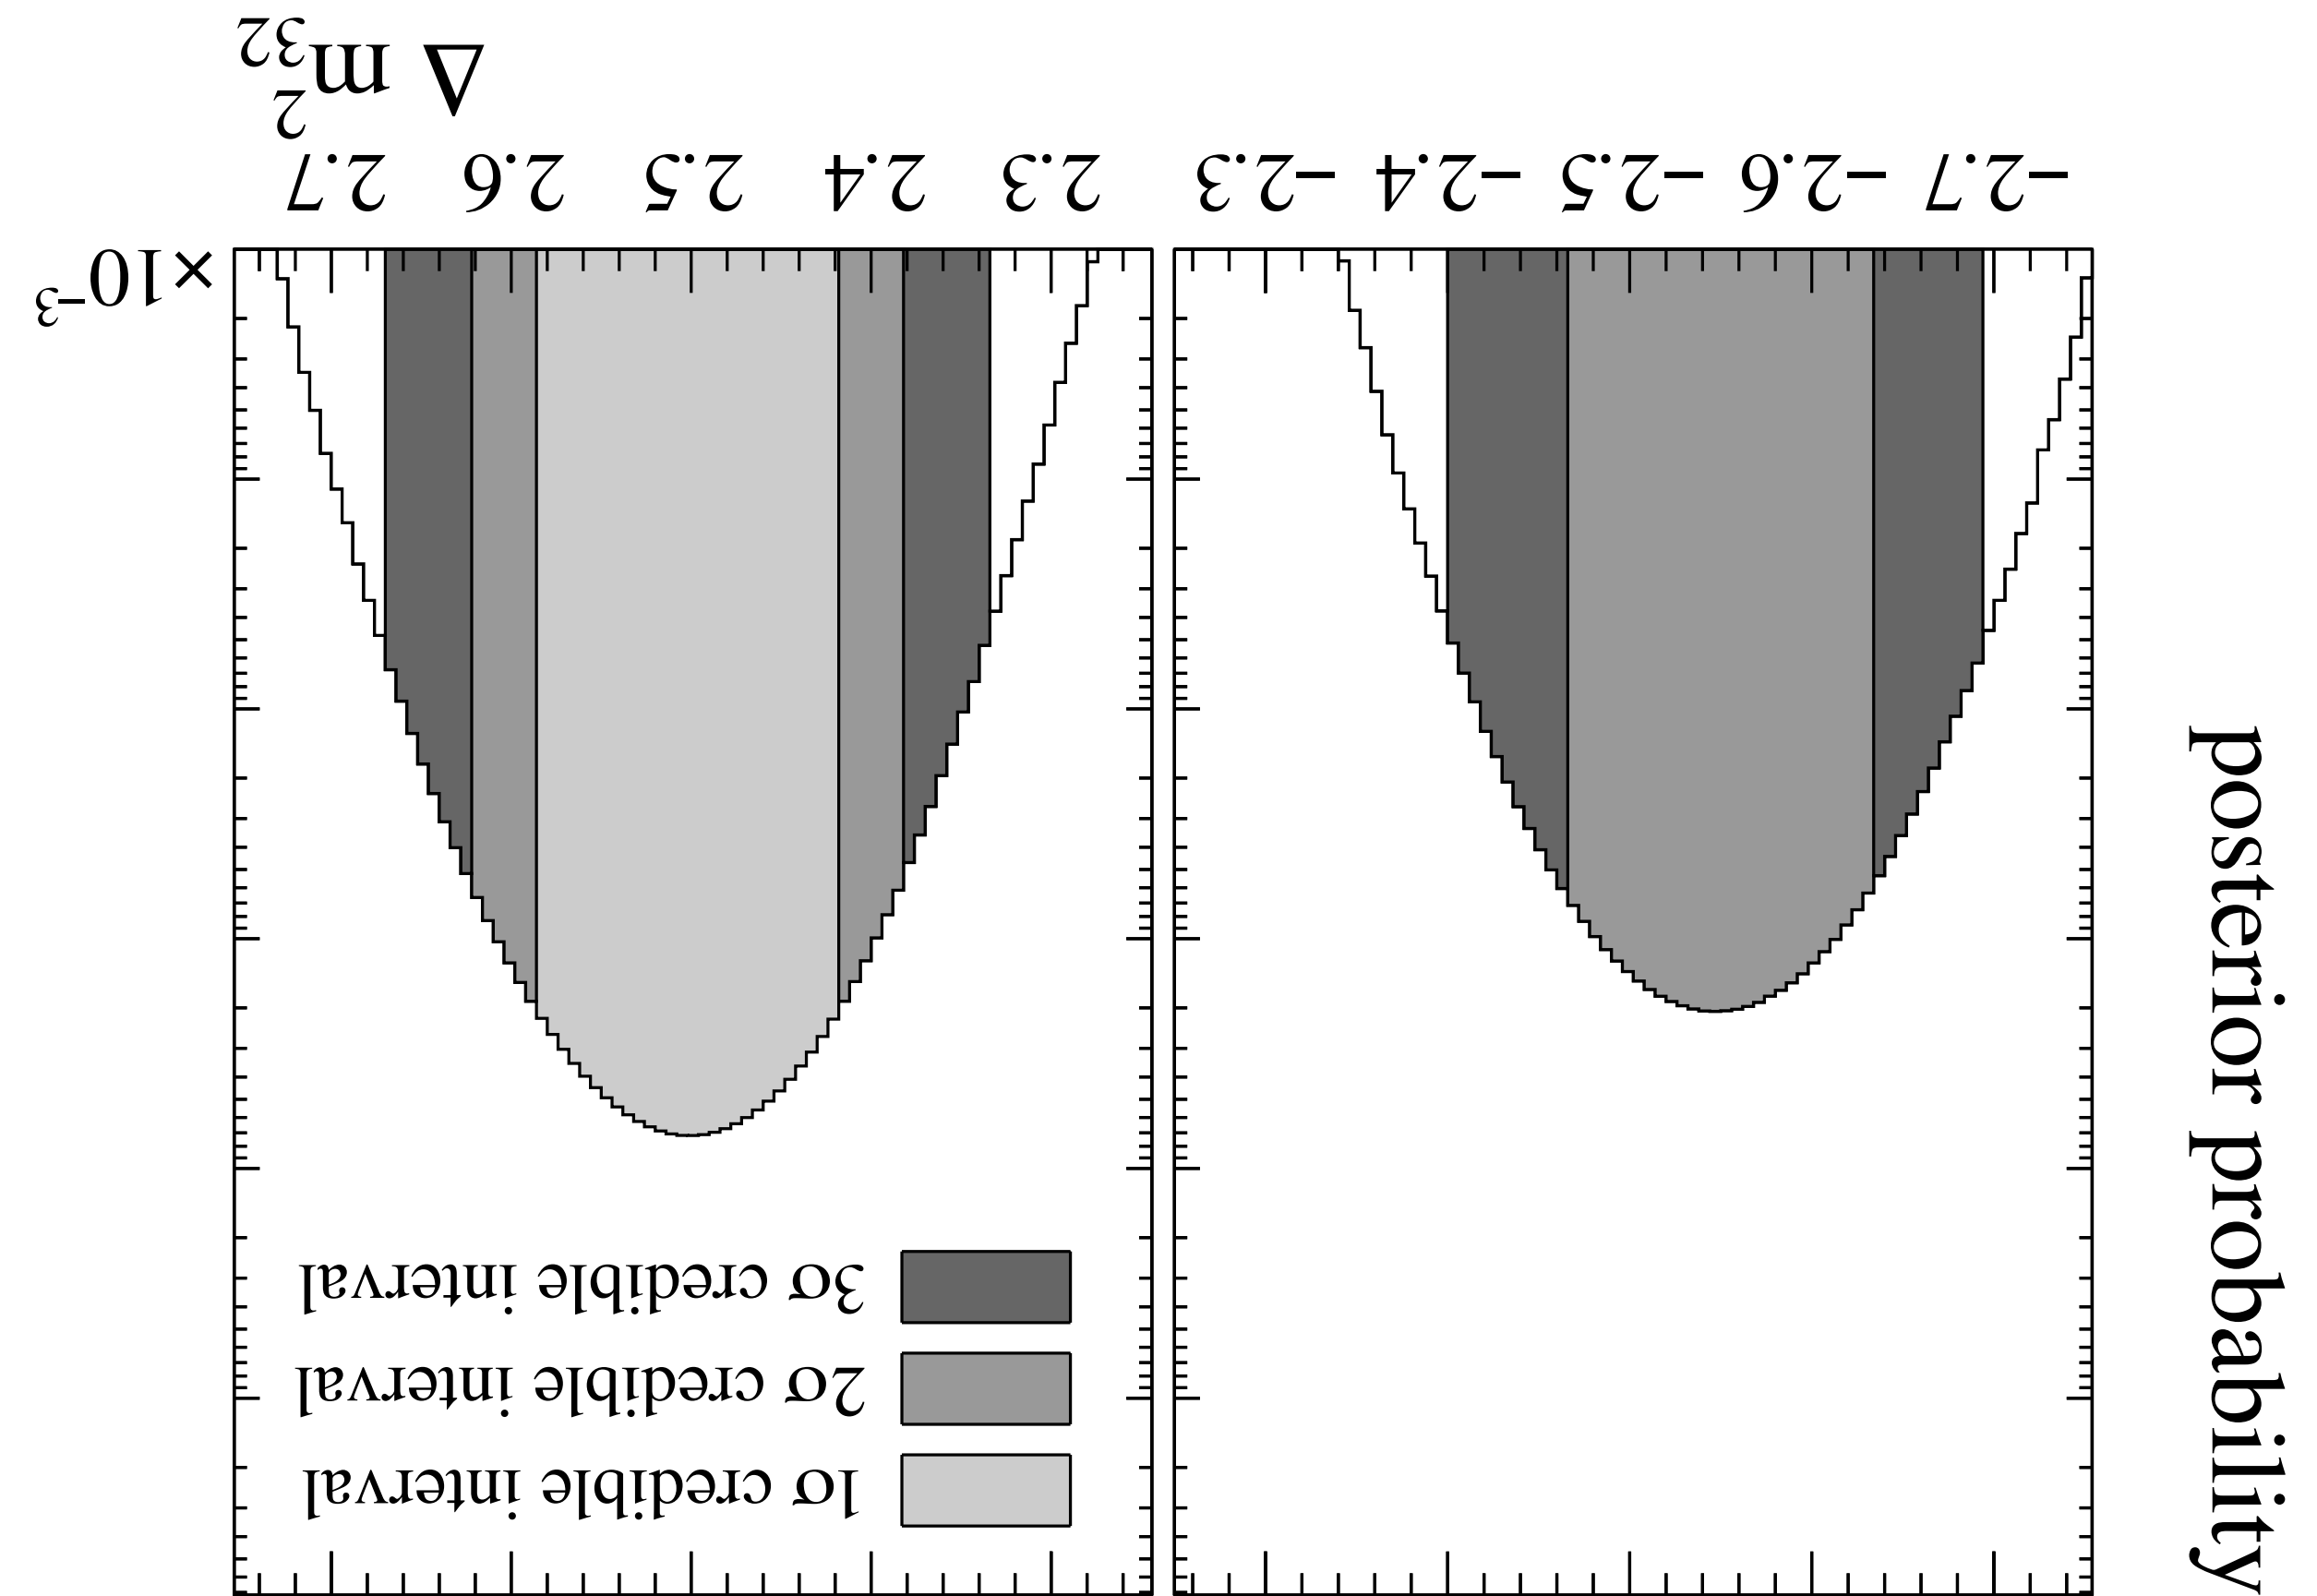 posterior probability
1σ credible interval
2σ credible interval
3σ credible interval
−2.7 −2.6 −2.5 −2.4 −2.3 2.3 2.4 2.5 2.6 2.7
×10⁻³
Δ m²₃₂